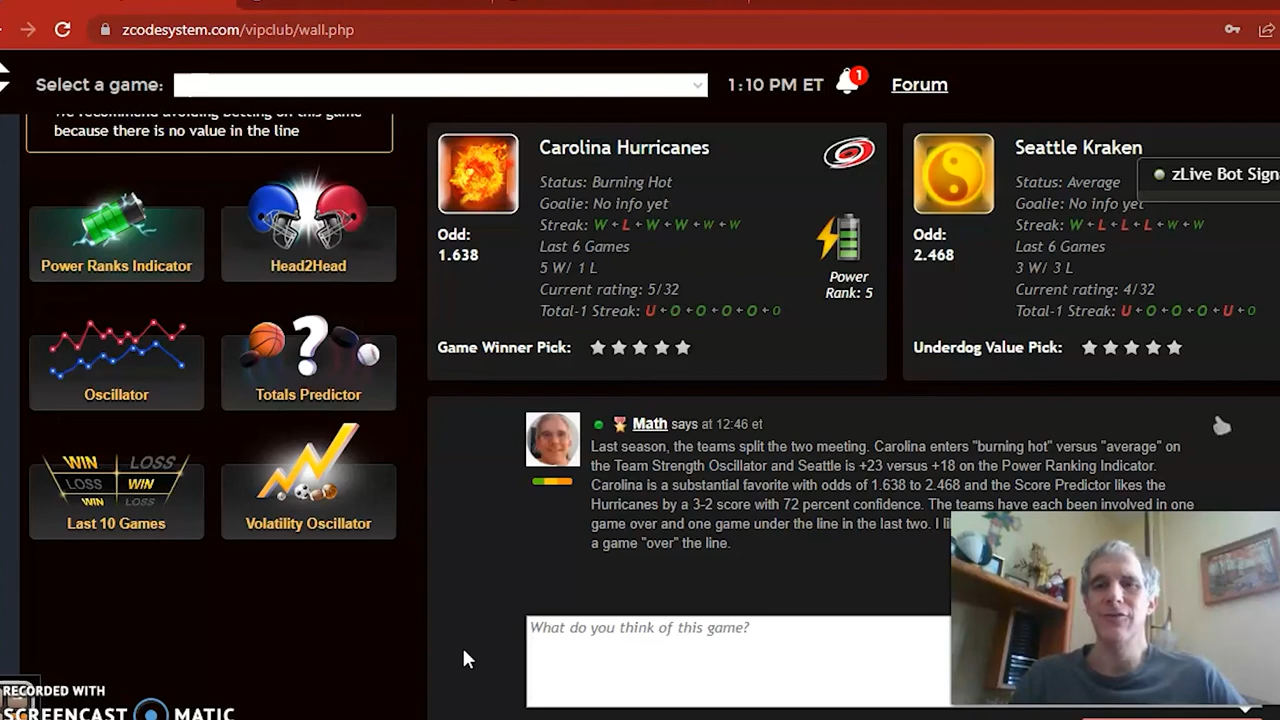 zcodesystem.com/vipclub/wall.php
Select a game:
1:10 PM ET
1
Forum
We recommend avoiding betting on this game
because there is no value in the line
Power Ranks Indicator
Head2Head
Oscillator
Totals Predictor
WIN LOSS
LOSS WIN
WIN LOSS
Last 10 Games
Volatility Oscillator
Carolina Hurricanes
Status: Burning Hot
Goalie: No info yet
Odd:
1.638
Streak: W L W W W W
Last 6 Games
5 W/ 1 L
Current rating: 5/32
Total-1 Streak: U O O O O O
Power
Rank: 5
Game Winner Pick:
Seattle Kraken
Status: Average
Goalie: No info yet
Odd:
2.468
Streak: W L L L W W
Last 6 Games
3 W/ 3 L
Current rating: 4/32
Total-1 Streak: U O O O U O
Underdog Value Pick:
zLive Bot Sign
Math says at 12:46 et
Last season, the teams split the two meeting. Carolina enters "burning hot" versus "average" on
the Team Strength Oscillator and Seattle is +23 versus +18 on the Power Ranking Indicator.
Carolina is a substantial favorite with odds of 1.638 to 2.468 and the Score Predictor likes the
Hurricanes by a 3-2 score with 72 percent confidence. The teams have each been involved in one
game over and one game under the line in the last two. I
a game "over" the line.
What do you think of this game?
RECORDED WITH
SCREENCAST MATIC